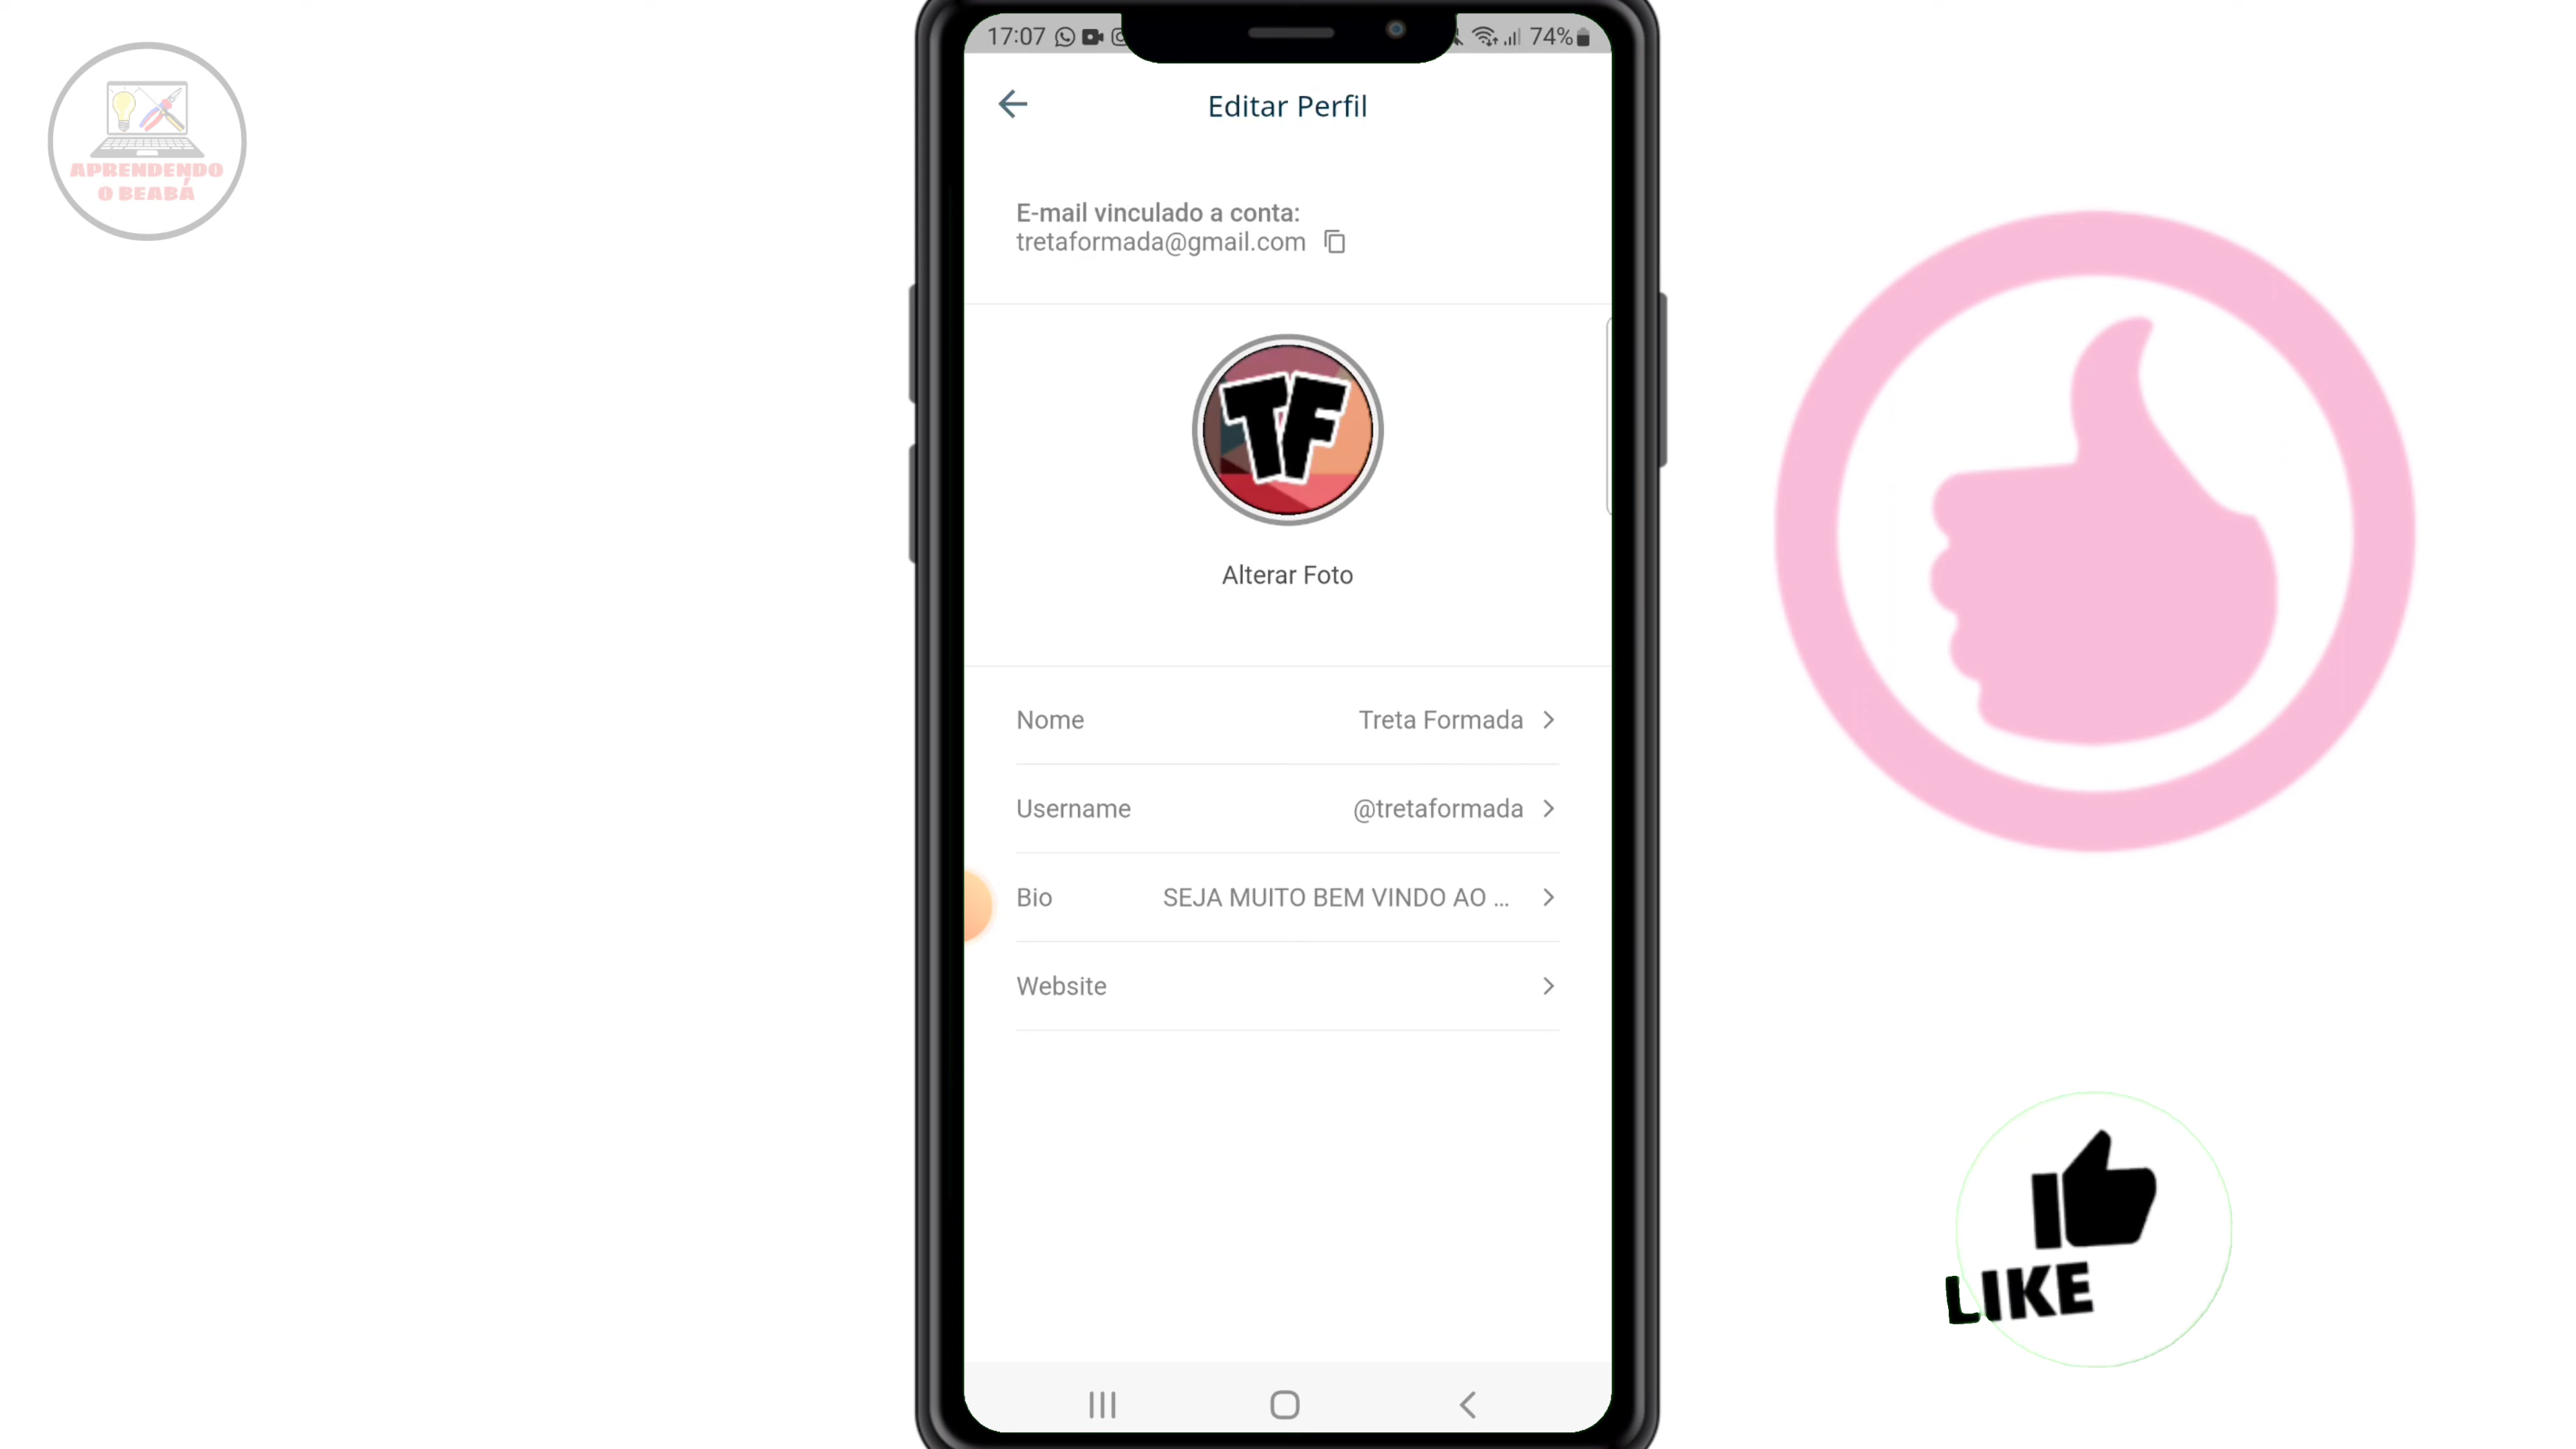 APRENDENDO
O BEABÁ
17:07
74%
Editar Perfil
E-mail vinculado a conta:
tretaformada@gmail.com
TF
Alterar Foto
Nome Treta Formada
Username @tretaformada
Bio SEJA MUITO BEM VINDO AO ...
Website
LIKE